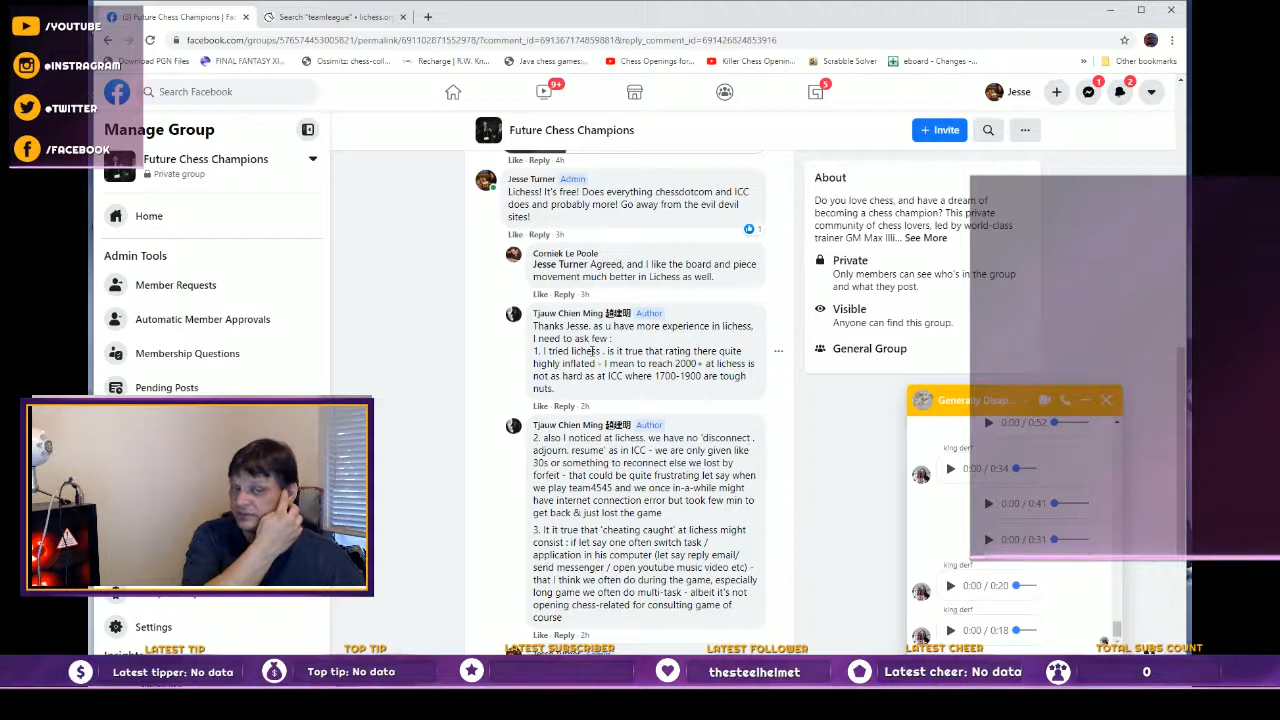 /YOUTUBE
@INSTRAGRAM
@TWITTER
/FACEBOOK
(3) Future Chess Champions | Fa
Search "teamleague" • lichess.or
facebook.com/groups/576574453005821/permalink/691102871552978/?comment_id=691367174859881&reply_comment_id=691426824853916
Download PGN Files
FINAL FANTASY XI...
Ossimitz: chess-coll...
Recharge | R.W. Kn...
Java chess games:...
Chess Openings for...
Killer Chess Openin...
Scrabble Solver
eboard - Changes -...
Other bookmarks
Search Facebook
9+
5
Jesse
1
2
Manage Group
Future Chess Champions
Private group
Home
Admin Tools
Member Requests
Automatic Member Approvals
Membership Questions
Pending Posts
Settings
Future Chess Champions
+ Invite
Like · Reply · 4h
Jesse Turner Admin
Lichess! It's free! Does everything chessdotcom and ICC
does and probably more! Go away from the evil devil
sites!
1
Like · Reply · 3h
Corniek Le Poole
Jesse Turner Agreed, and I like the board and piece
movement much better in Lichess as well.
Like · Reply · 3h
Tjauw Chien Ming 趙建明 Author
Thanks Jesse. as u have more experience in lichess,
I need to ask few :
1. I tried lichess . is it true that rating there quite
highly inflated - I mean to reach 2000+ at lichess is
not as hard as at ICC where 1700-1900 are tough
nuts.
Like · Reply · 2h
Tjauw Chien Ming 趙建明 Author
2. also I noticed at lichess. we have no 'disconnect .
adjourn. resume' as in ICC - we are only given like
30s or something to reconnect else we lost by
forfeit - that could be quite frustrating let say when
we play team4545 and we once in-a-while might
have internet connection error but took few min to
get back & just lost the game
3. It it true that 'cheating caught' at lichess might
consist : if let say one often switch task /
application in his computer (let say reply email/
send messenger / open youtube music video etc) -
that I think we often do during the game, especially
long game we often do multi-task - albeit it's not
opening chess-related for consulting game of
course
Like · Reply · 2h
About
Do you love chess, and have a dream of
becoming a chess champion? This private
community of chess lovers, led by world-class
trainer GM Max Illi... See More
Private
Only members can see who's in the group
and what they post.
Visible
Anyone can find this group.
General Group
Generally Disap...
0:00 / 0:52
king derf
0:00 / 0:34
0:00 / 0:41
0:00 / 0:31
king derf
0:00 / 0:20
king derf
0:00 / 0:18
LATEST TIP
TOP TIP
LATEST SUBSCRIBER
LATEST FOLLOWER
LATEST CHEER
TOTAL SUBS COUNT
Latest tipper: No data
Top tip: No data
thesteelhelmet
Latest cheer: No data
0